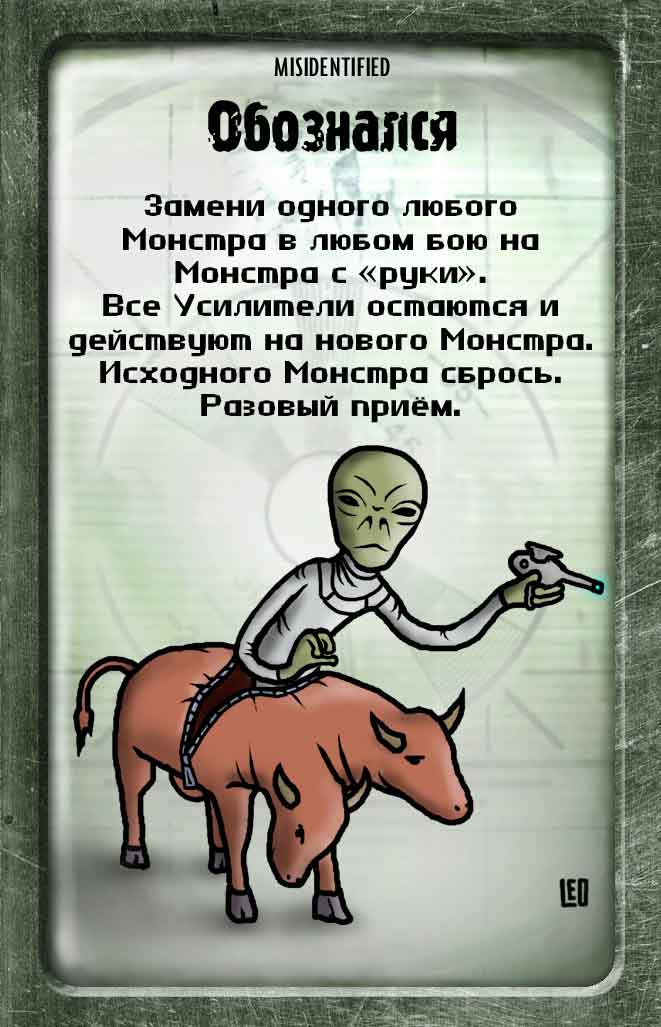 MISIDENTIFIED
Обознался
Замени одного любого
Монстра в любом бою на
Монстра с «руки».
Все Усилители остаются и
действуют на нового Монстра.
Исходного Монстра сбрось.
Разовый приём.
LEO